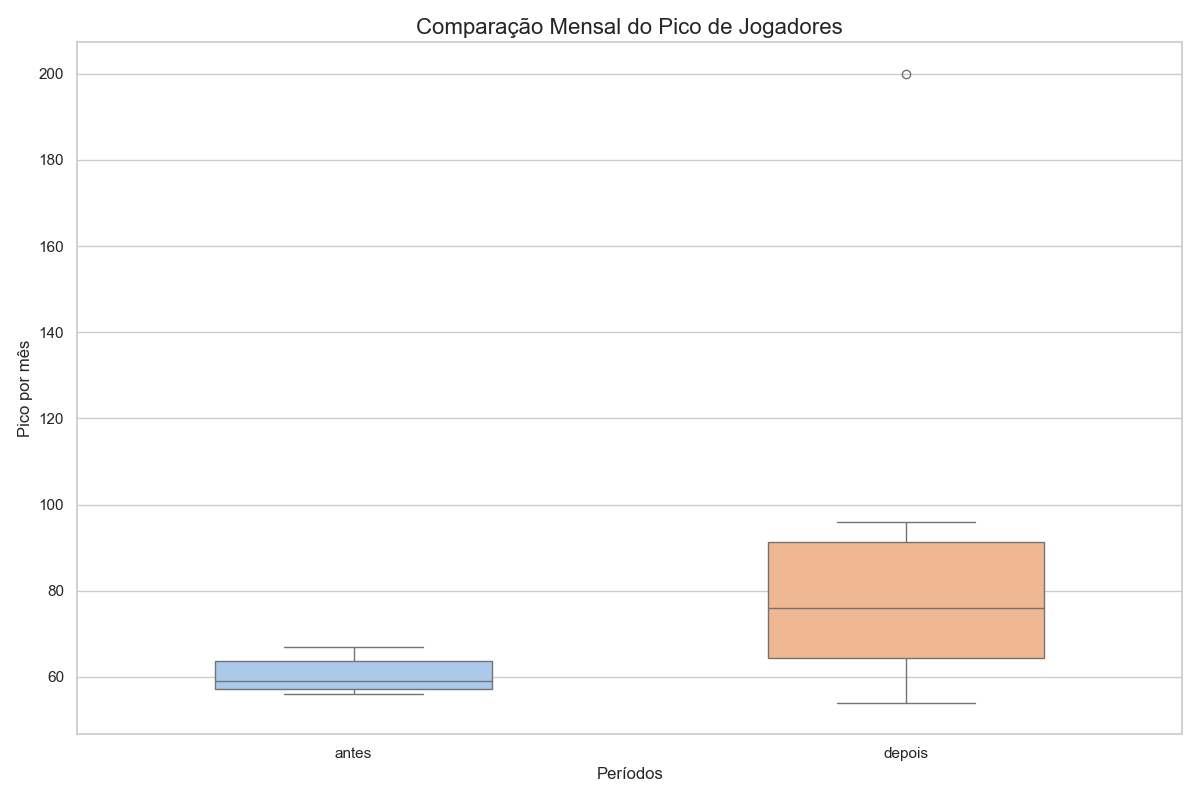 Comparação Mensal do Pico de Jogadores
200
180
160
140
120
100
80
60
Pico por mês
antes
depois
Períodos